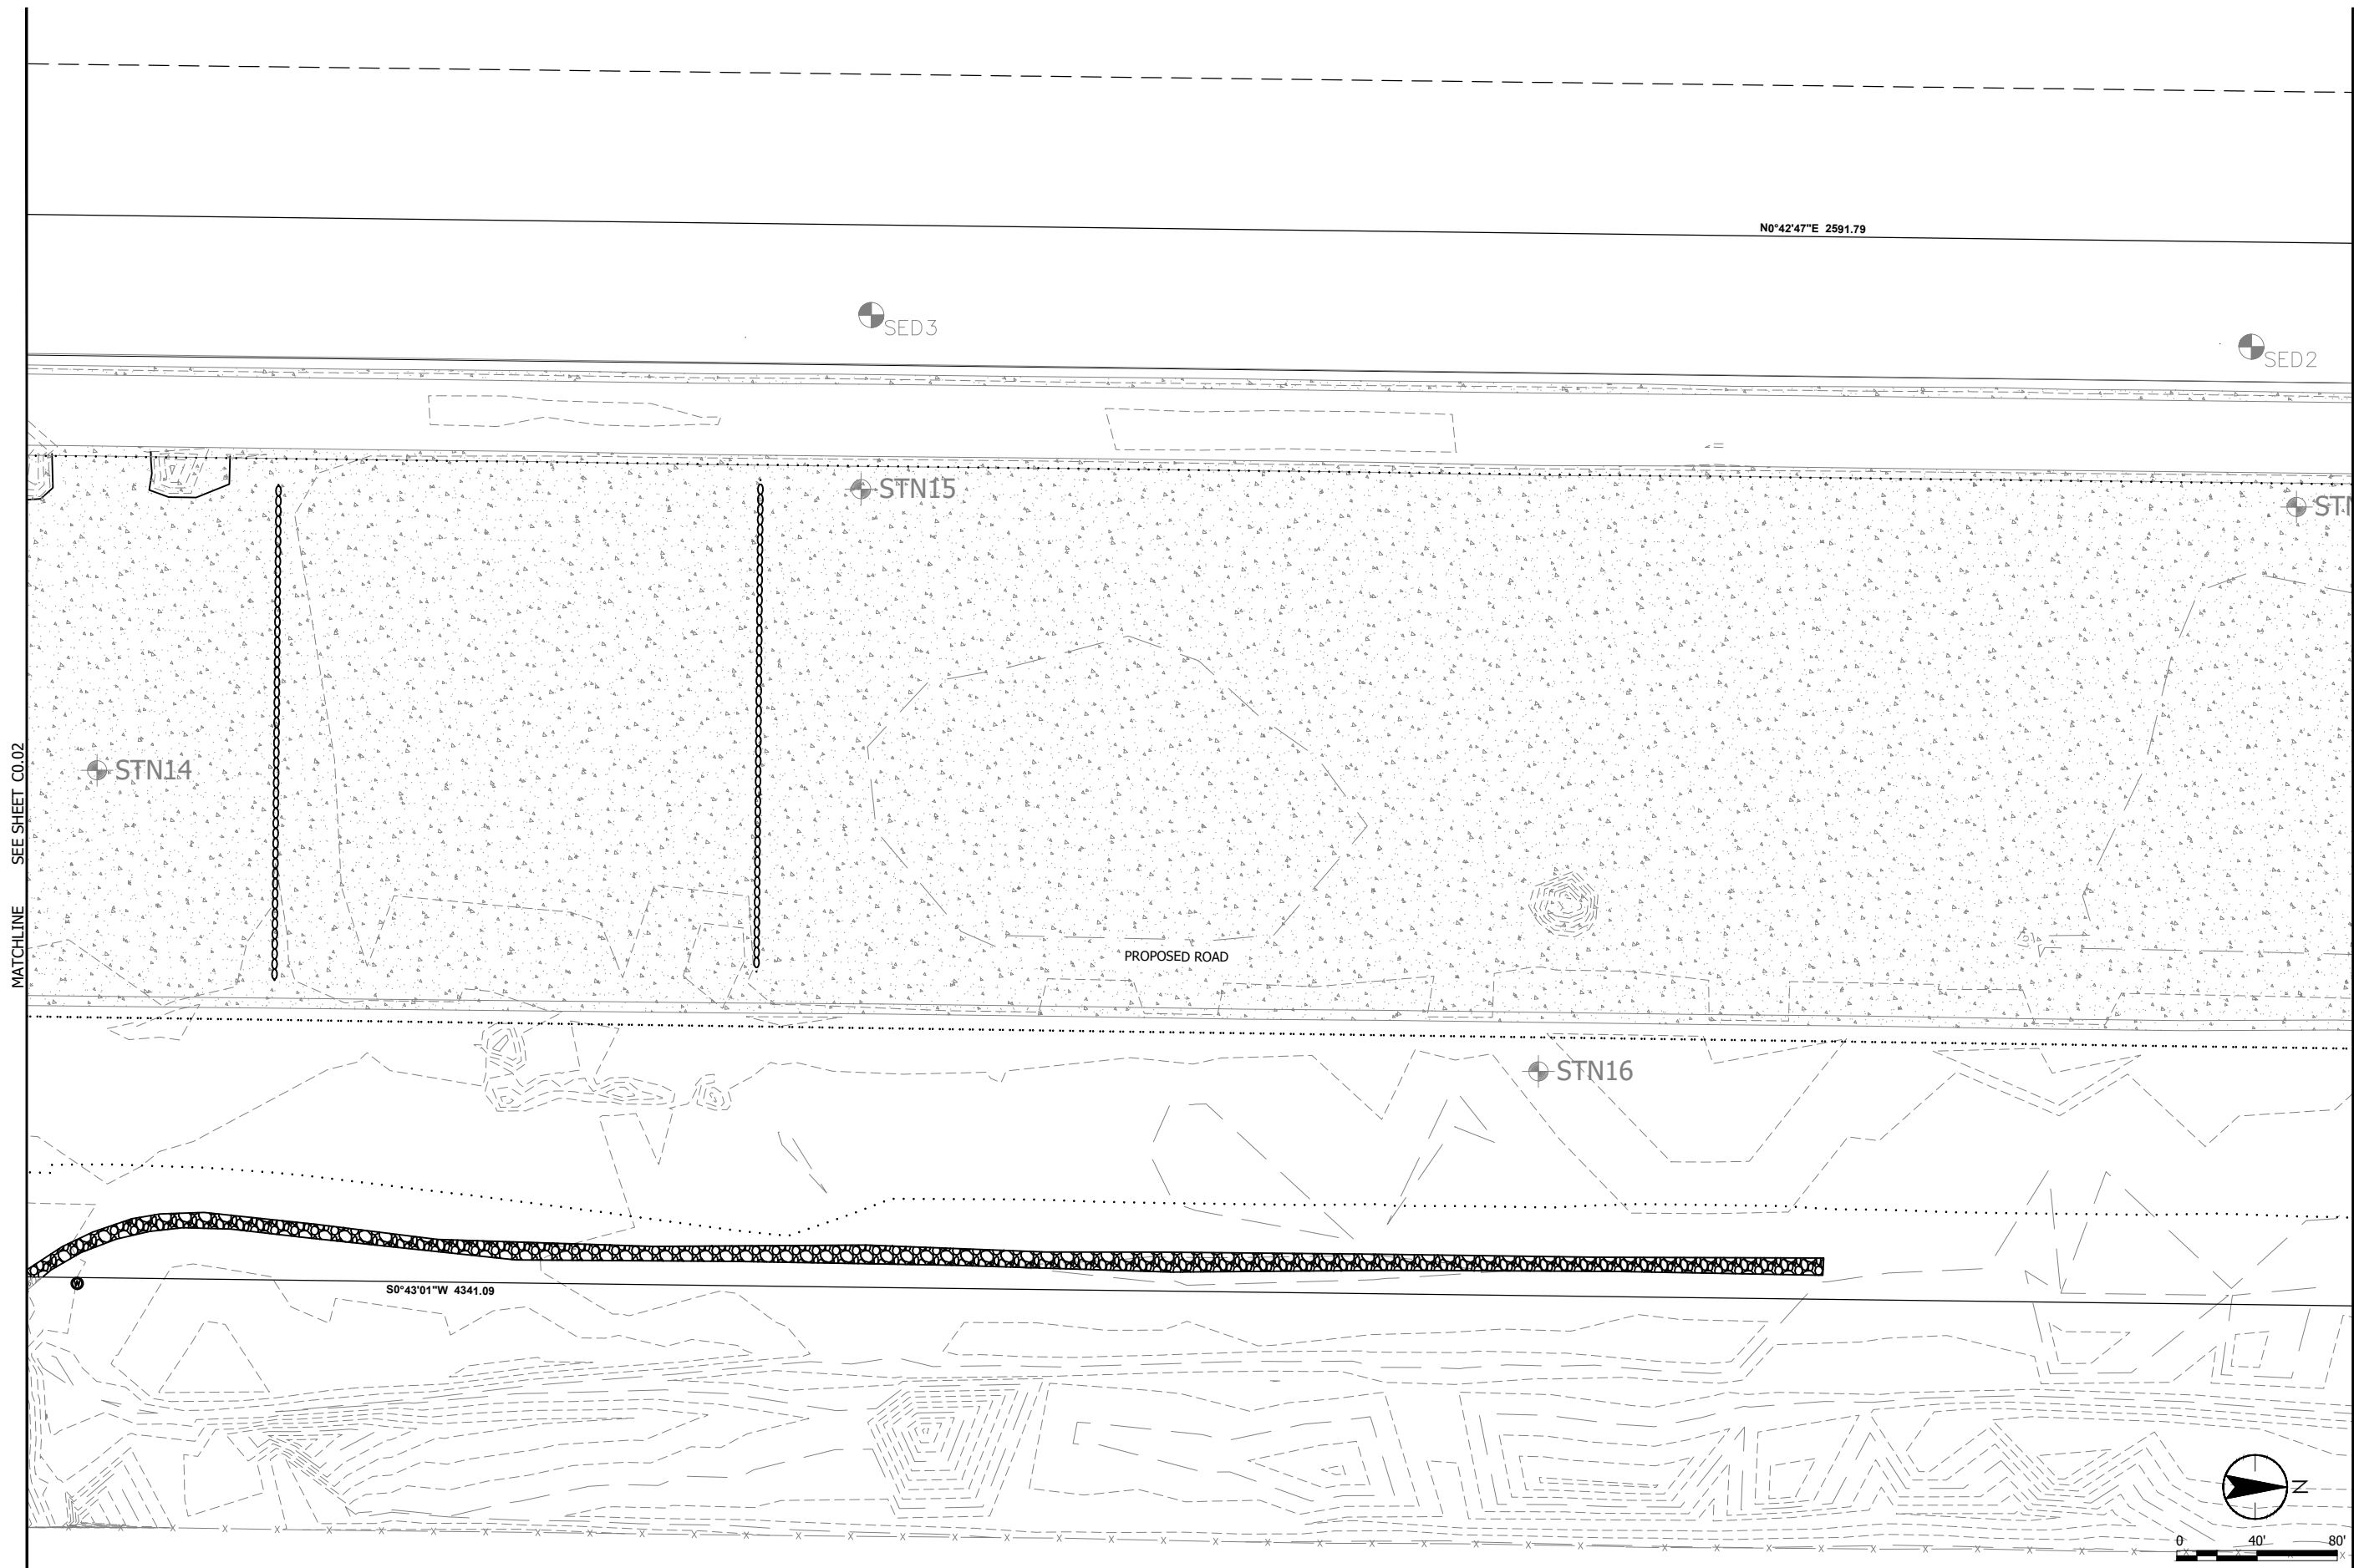 N0°42'47"E 2591.79
SED3
SED2
STN15
STN
STN14
MATCHLINE SEE SHEET C0.02
PROPOSED ROAD
STN16
W
S0°43'01"W 4341.09
N
0 40' 80'